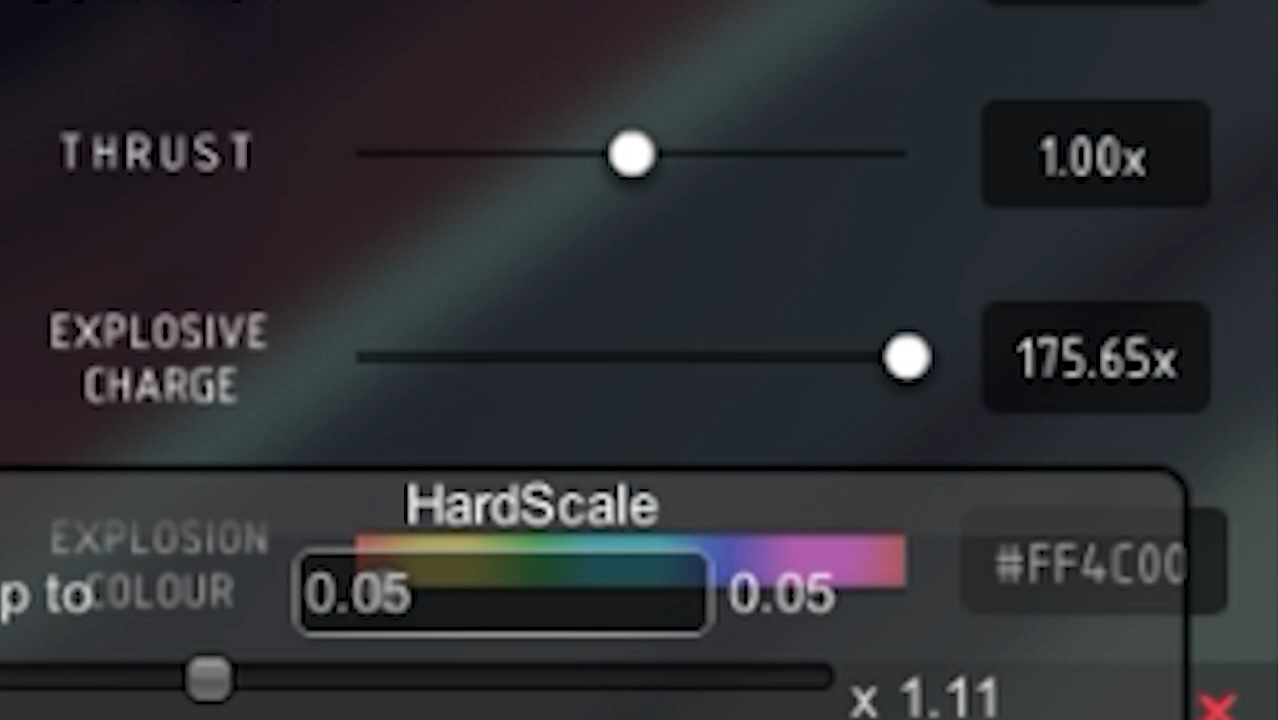 THRUST
1.00x
EXPLOSIVE
CHARGE
175.65x
HardScale
EXPLOSION
COLOUR
#FF4C00
p to
0.05
0.05
x 1.11